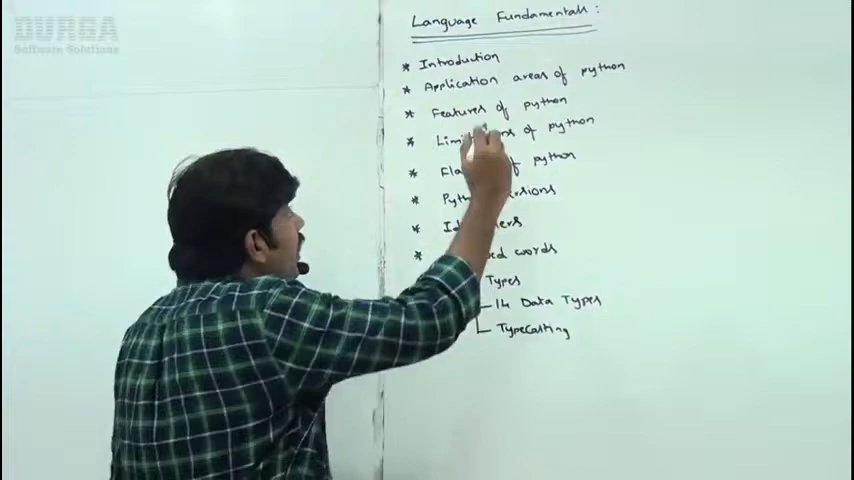 DURGA
Software Solutions
Language Fundamentals :
* Introduction
* Application areas of python
* Features of python
* of python
* of python
*
*
* words
Types
14 Data Types
Typecasting